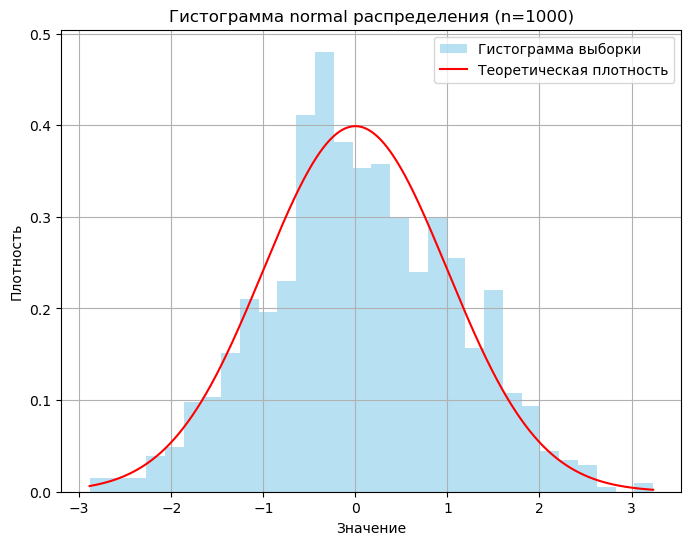 Гистограмма normal распределения (n=1000)
Гистограмма выборки
Теоретическая плотность
Плотность
0.5
0.4
0.3
0.2
0.1
0.0
−3
−2
−1
0
1
2
3
Значение